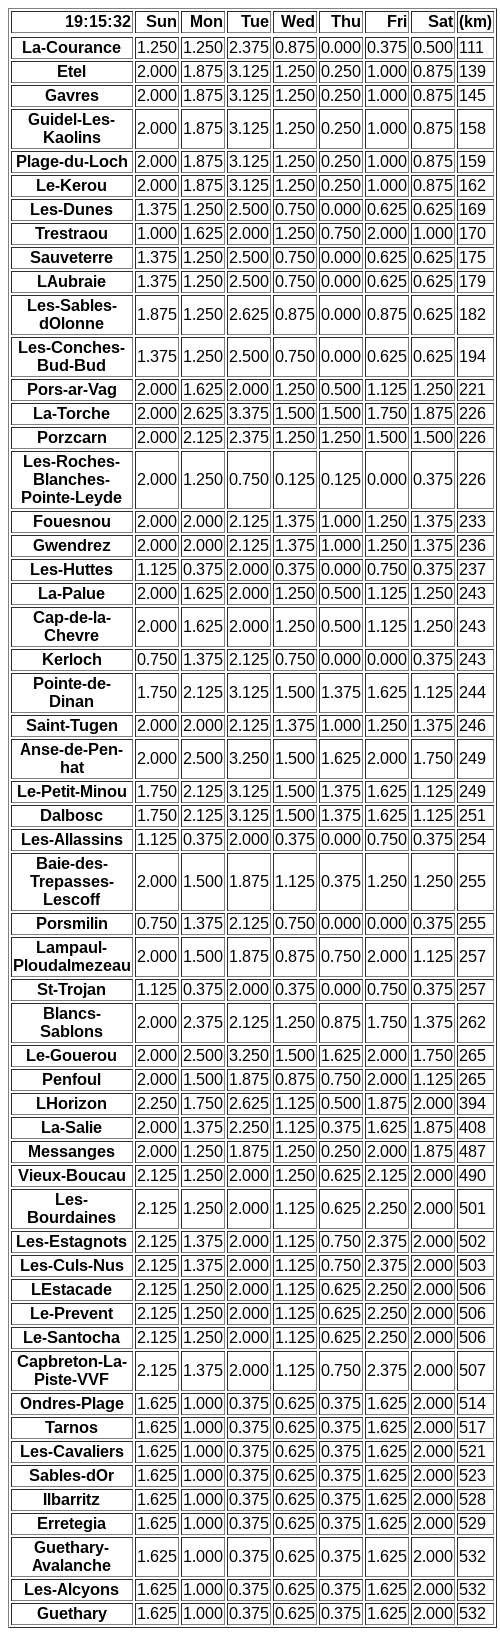 19:15:32 Sun Mon Tue Wed Thu Fri Sat (km)
La-Courance 1.250 1.250 2.375 0.875 0.000 0.375 0.500 111
Etel 2.000 1.875 3.125 1.250 0.250 1.000 0.875 139
Gavres 2.000 1.875 3.125 1.250 0.250 1.000 0.875 145
Guidel-Les-
Kaolins 2.000 1.875 3.125 1.250 0.250 1.000 0.875 158
Plage-du-Loch 2.000 1.875 3.125 1.250 0.250 1.000 0.875 159
Le-Kerou 2.000 1.875 3.125 1.250 0.250 1.000 0.875 162
Les-Dunes 1.375 1.250 2.500 0.750 0.000 0.625 0.625 169
Trestraou 1.000 1.625 2.000 1.250 0.750 2.000 1.000 170
Sauveterre 1.375 1.250 2.500 0.750 0.000 0.625 0.625 175
LAubraie 1.375 1.250 2.500 0.750 0.000 0.625 0.625 179
Les-Sables-
dOlonne 1.875 1.250 2.625 0.875 0.000 0.875 0.625 182
Les-Conches-
Bud-Bud 1.375 1.250 2.500 0.750 0.000 0.625 0.625 194
Pors-ar-Vag 2.000 1.625 2.000 1.250 0.500 1.125 1.250 221
La-Torche 2.000 2.625 3.375 1.500 1.500 1.750 1.875 226
Porzcarn 2.000 2.125 2.375 1.250 1.250 1.500 1.500 226
Les-Roches-
Blanches-
Pointe-Leyde 2.000 1.250 0.750 0.125 0.125 0.000 0.375 226
Fouesnou 2.000 2.000 2.125 1.375 1.000 1.250 1.375 233
Gwendrez 2.000 2.000 2.125 1.375 1.000 1.250 1.375 236
Les-Huttes 1.125 0.375 2.000 0.375 0.000 0.750 0.375 237
La-Palue 2.000 1.625 2.000 1.250 0.500 1.125 1.250 243
Cap-de-la-
Chevre 2.000 1.625 2.000 1.250 0.500 1.125 1.250 243
Kerloch 0.750 1.375 2.125 0.750 0.000 0.000 0.375 243
Pointe-de-
Dinan 1.750 2.125 3.125 1.500 1.375 1.625 1.125 244
Saint-Tugen 2.000 2.000 2.125 1.375 1.000 1.250 1.375 246
Anse-de-Pen-
hat 2.000 2.500 3.250 1.500 1.625 2.000 1.750 249
Le-Petit-Minou 1.750 2.125 3.125 1.500 1.375 1.625 1.125 249
Dalbosc 1.750 2.125 3.125 1.500 1.375 1.625 1.125 251
Les-Allassins 1.125 0.375 2.000 0.375 0.000 0.750 0.375 254
Baie-des-
Trepasses-
Lescoff 2.000 1.500 1.875 1.125 0.375 1.250 1.250 255
Porsmilin 0.750 1.375 2.125 0.750 0.000 0.000 0.375 255
Lampaul-
Ploudalmezeau 2.000 1.500 1.875 0.875 0.750 2.000 1.125 257
St-Trojan 1.125 0.375 2.000 0.375 0.000 0.750 0.375 257
Blancs-
Sablons 2.000 2.375 2.125 1.250 0.875 1.750 1.375 262
Le-Gouerou 2.000 2.500 3.250 1.500 1.625 2.000 1.750 265
Penfoul 2.000 1.500 1.875 0.875 0.750 2.000 1.125 265
LHorizon 2.250 1.750 2.625 1.125 0.500 1.875 2.000 394
La-Salie 2.000 1.375 2.250 1.125 0.375 1.625 1.875 408
Messanges 2.000 1.250 1.875 1.250 0.250 2.000 1.875 487
Vieux-Boucau 2.125 1.250 2.000 1.250 0.625 2.125 2.000 490
Les-
Bourdaines 2.125 1.250 2.000 1.125 0.625 2.250 2.000 501
Les-Estagnots 2.125 1.375 2.000 1.125 0.750 2.375 2.000 502
Les-Culs-Nus 2.125 1.375 2.000 1.125 0.750 2.375 2.000 503
LEstacade 2.125 1.250 2.000 1.125 0.625 2.250 2.000 506
Le-Prevent 2.125 1.250 2.000 1.125 0.625 2.250 2.000 506
Le-Santocha 2.125 1.250 2.000 1.125 0.625 2.250 2.000 506
Capbreton-La-
Piste-VVF 2.125 1.375 2.000 1.125 0.750 2.375 2.000 507
Ondres-Plage 1.625 1.000 0.375 0.625 0.375 1.625 2.000 514
Tarnos 1.625 1.000 0.375 0.625 0.375 1.625 2.000 517
Les-Cavaliers 1.625 1.000 0.375 0.625 0.375 1.625 2.000 521
Sables-dOr 1.625 1.000 0.375 0.625 0.375 1.625 2.000 523
Ilbarritz 1.625 1.000 0.375 0.625 0.375 1.625 2.000 528
Erretegia 1.625 1.000 0.375 0.625 0.375 1.625 2.000 529
Guethary-
Avalanche 1.625 1.000 0.375 0.625 0.375 1.625 2.000 532
Les-Alcyons 1.625 1.000 0.375 0.625 0.375 1.625 2.000 532
Guethary 1.625 1.000 0.375 0.625 0.375 1.625 2.000 532